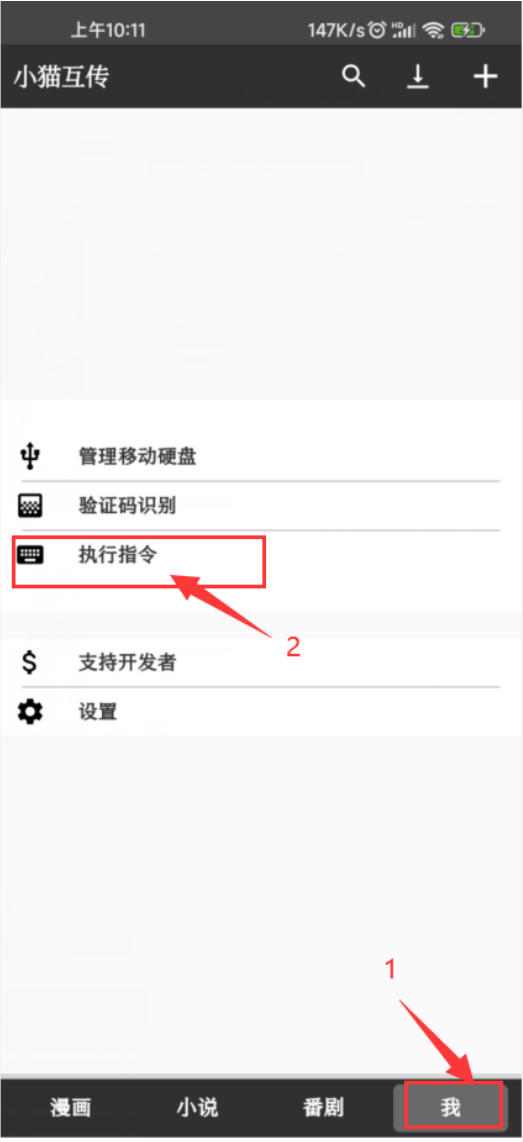 上午10:11 147K/s HD
小猫互传
管理移动硬盘
验证码识别
执行指令
2
支持开发者
设置
1
漫画 小说 番剧 我